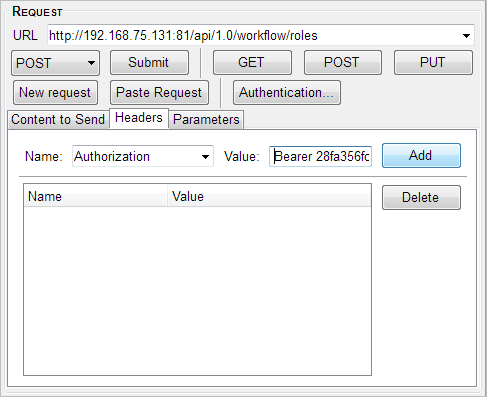 REQUEST
URL http://192.168.75.131:81/api/1.0/workflow/roles
POST Submit GET POST PUT
New request Paste Request Authentication...
Content to Send Headers Parameters
Name: Authorization Value: Bearer 28fa356fc Add
Name Value Delete